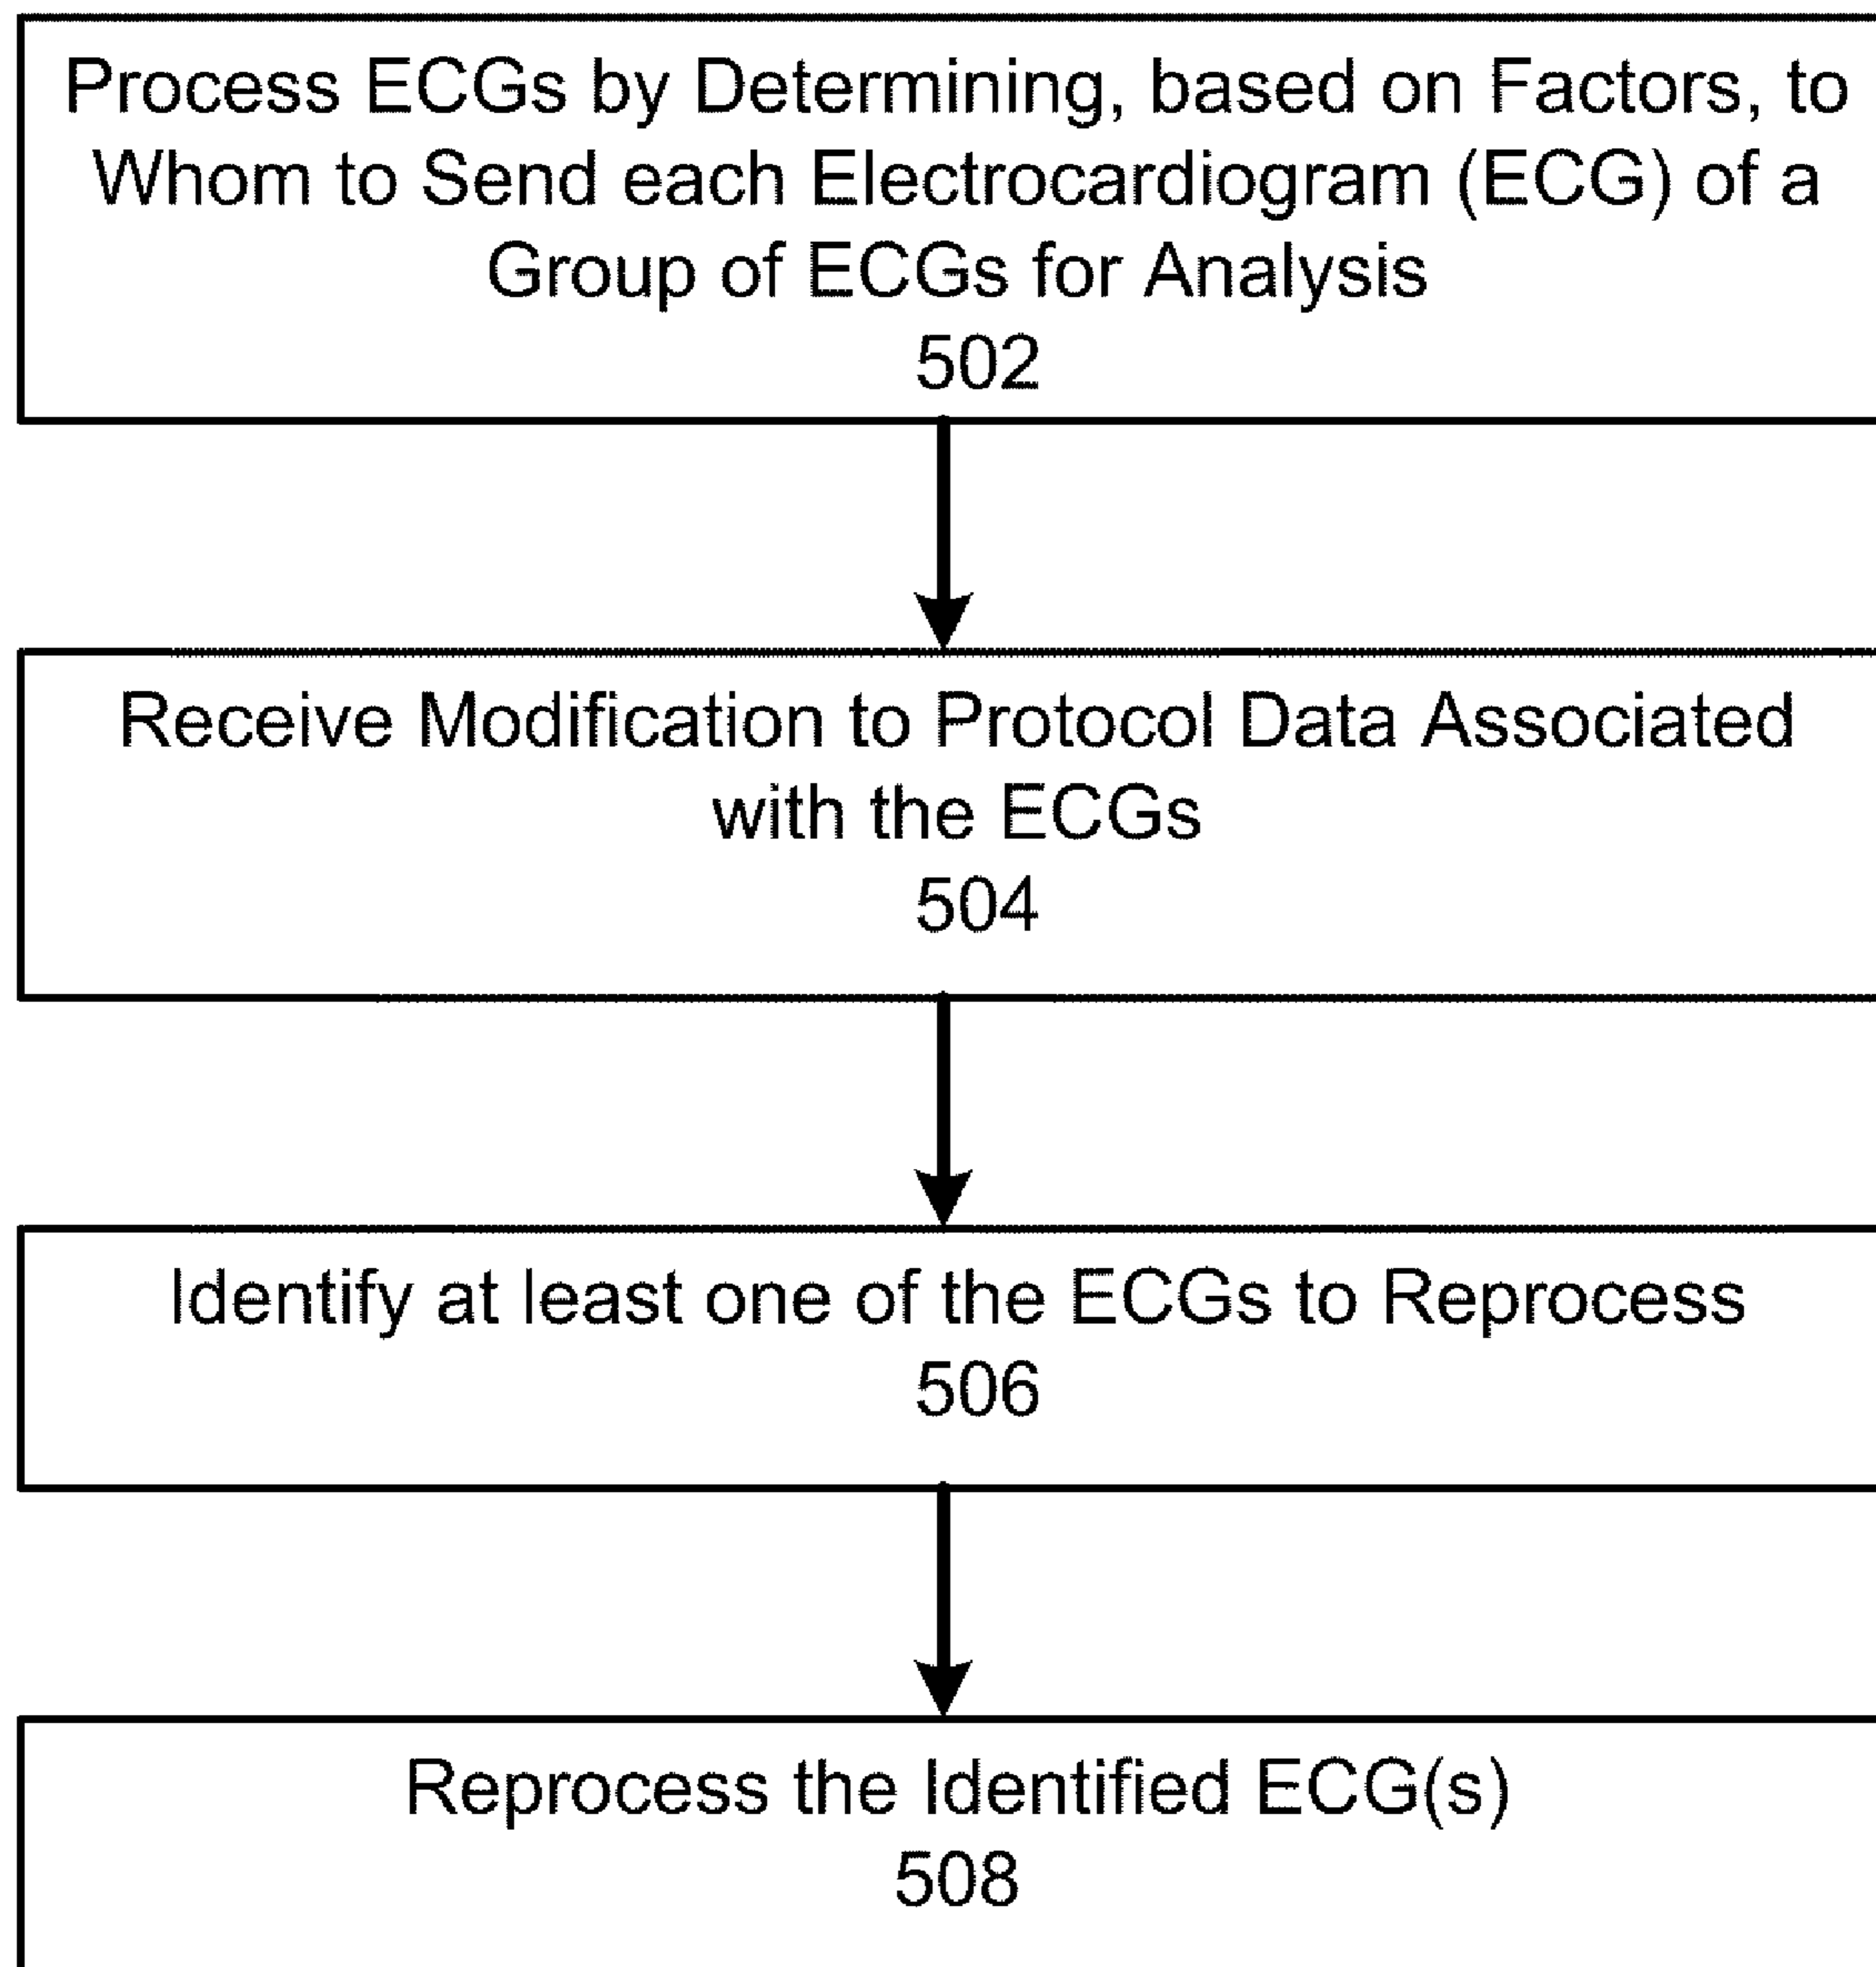 Process ECGs by Determining, based on Factors, to
Whom to Send each Electrocardiogram (ECG) of a
Group of ECGs for Analysis
502
Receive Modification to Protocol Data Associated
with the ECGs
504
Identify at least one of the ECGs to Reprocess
506
Reprocess the Identified ECG(s)
508